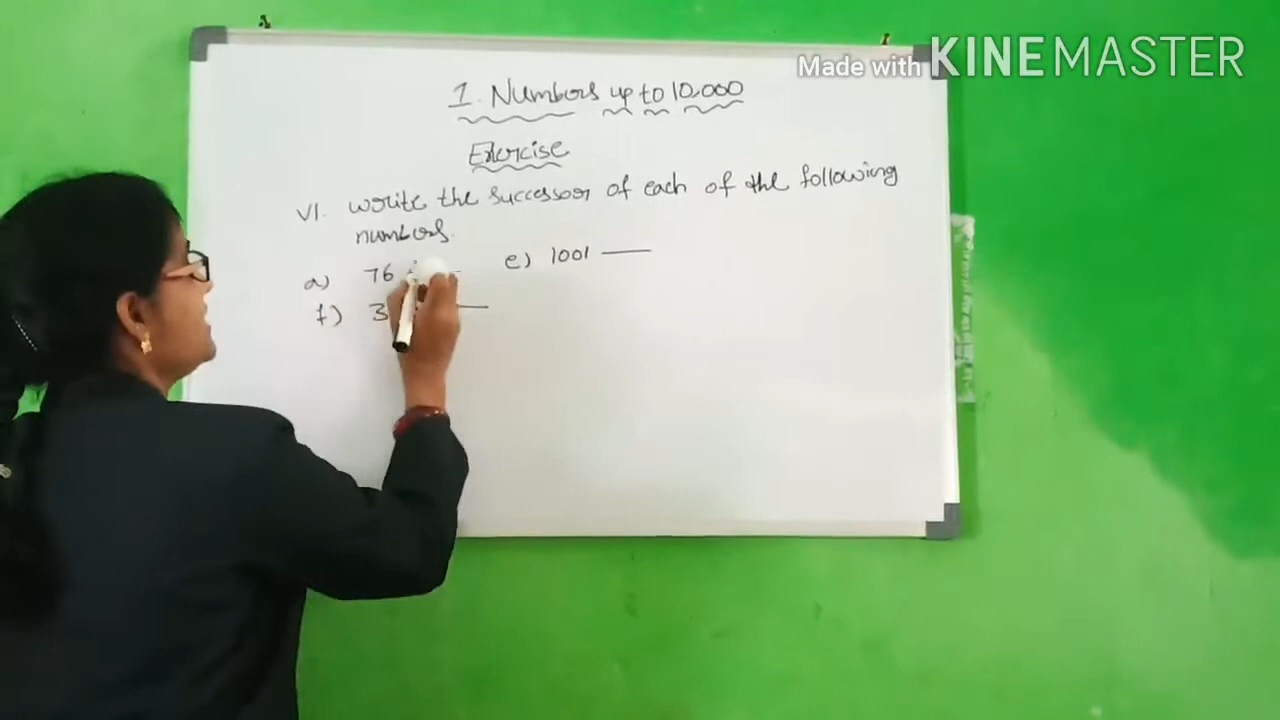 Made with KINEMASTER
1. Numbers up to 10,000
Exercise
VI. write the successor of each of the following
numbers.
a) 76
e) 1001
f) 3